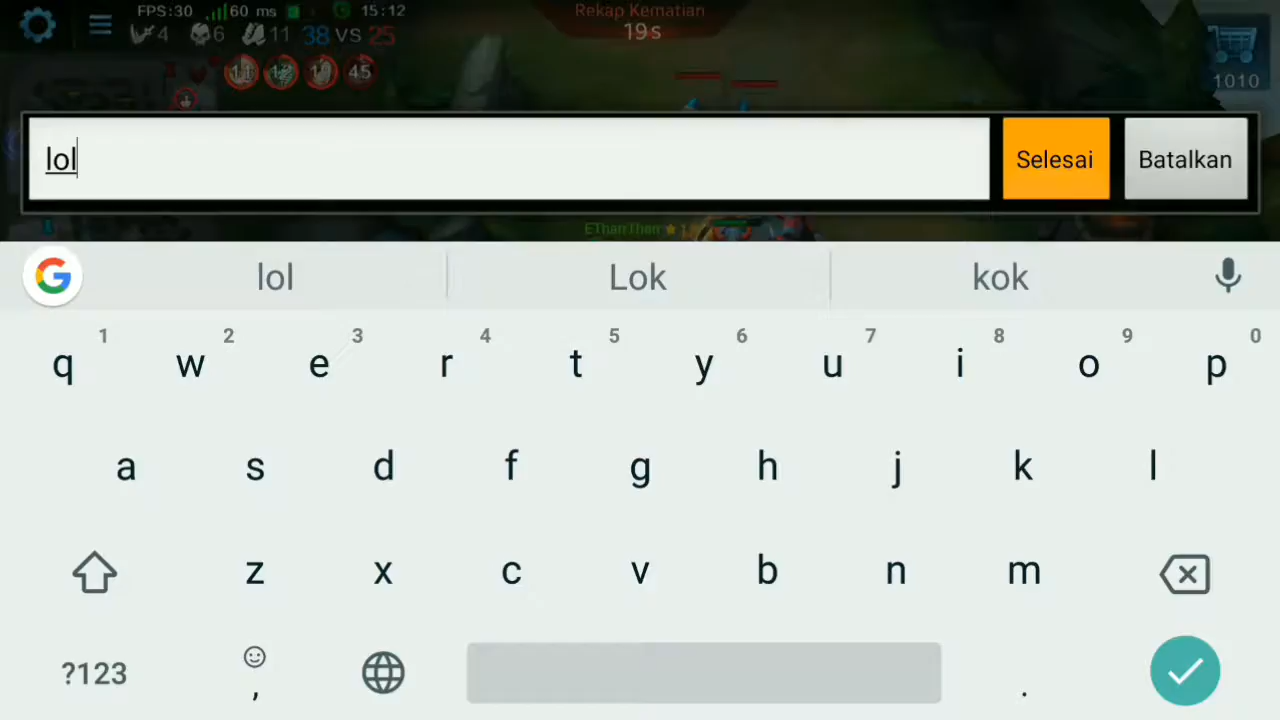 FPS:30 60 ms 15:12
Rekap Kematian
4 6 11 38 VS 25
19s
11 12 19 45
1010
lol
Selesai
Batalkan
EThanThen
lol Lok kok
1 2 3 4 5 6 7 8 9 0
q w e r t y u i o p
a s d f g h j k l
z x c v b n m
?123 , .